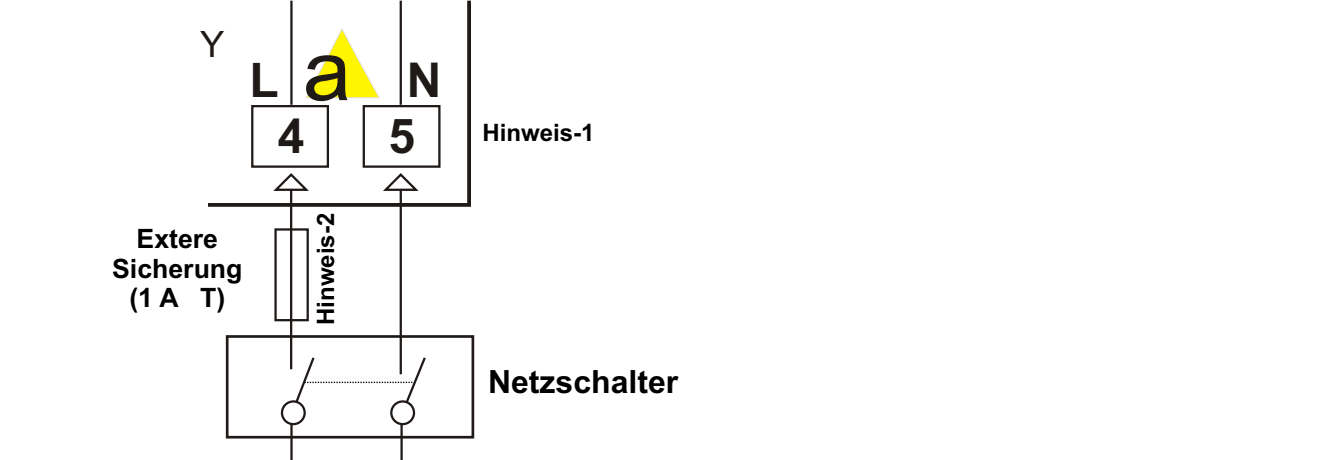 Y
L a N
4 5
Hinweis-1
Hinweis-2
Extere
Sicherung
(1 A T)
Netzschalter